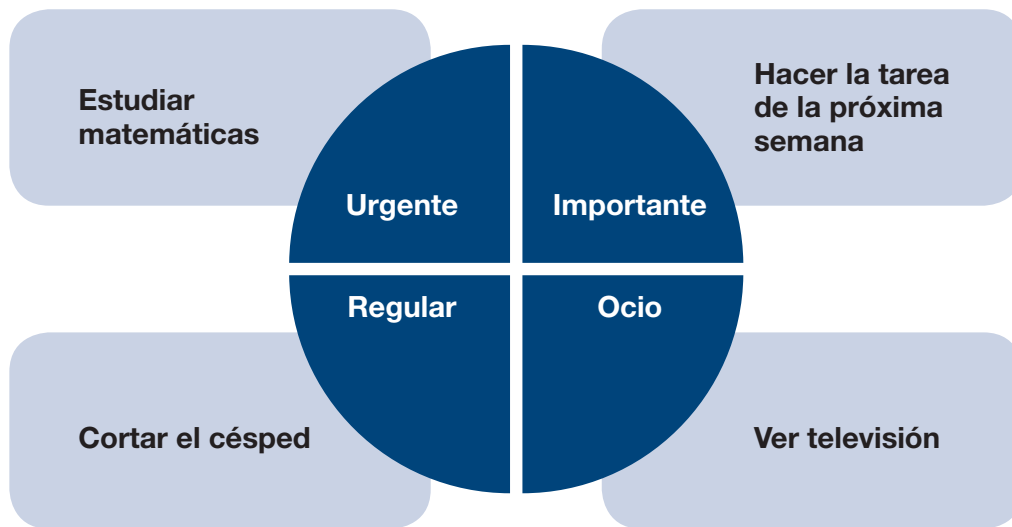 Estudiar
matemáticas
Hacer la tarea
de la próxima
semana
Urgente
Importante
Regular
Ocio
Cortar el césped
Ver televisión